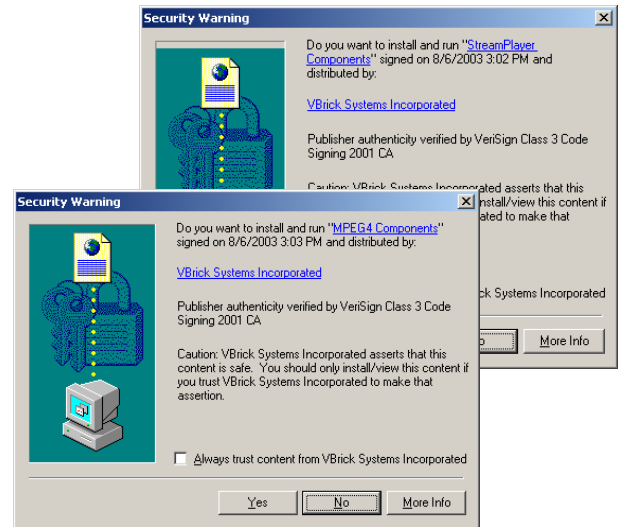 Security Warning
Do you want to install and run "StreamPlayer
Components" signed on 8/6/2003 3:02 PM and
distributed by:
VBrick Systems Incorporated
Publisher authenticity verified by VeriSign Class 3 Code
Signing 2001 CA
Caution: VBrick Systems Incorporated asserts that this
install/view this content if
ated to make that
ck Systems Incorporated
More Info
Security Warning
Do you want to install and run "MPEG4 Components"
signed on 8/6/2003 3:03 PM and distributed by:
VBrick Systems Incorporated
Publisher authenticity verified by VeriSign Class 3 Code
Signing 2001 CA
Caution: VBrick Systems Incorporated asserts that this
content is safe. You should only install/view this content if
you trust VBrick Systems Incorporated to make that
assertion.
Always trust content from VBrick Systems Incorporated
Yes
No
More Info